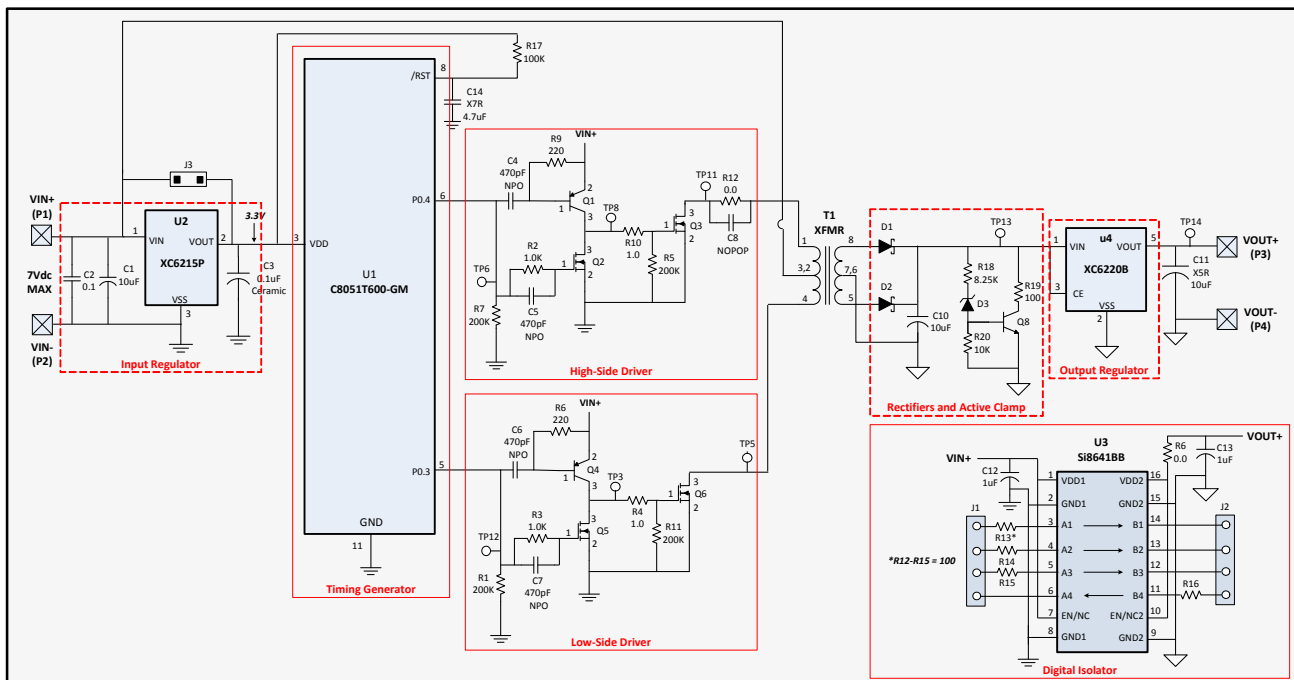 R17
100K
8
/RST
C14
X7R
4.7uF
J3
VIN+
(P1)
U2
XC6215P
1
VIN
VOUT
2
3.3V
3
VDD
VSS
3
7Vdc
MAX
C2
0.1
C1
10uF
C3
0.1uF
Ceramic
VIN-
(P2)
Input Regulator
U1
C8051T600-GM
P0.4
6
P0.3
5
GND
11
Timing Generator
VIN+
R9
220
C4
470pF
NPO
2
Q1
1
3
TP8
TP11
R12
0.0
3
Q3
1
2
C8
NOPOP
R10
1.0
R5
200K
R2
1.0K
3
Q2
1
2
TP6
R7
200K
C5
470pF
NPO
High-Side Driver
VIN+
R6
220
C6
470pF
NPO
2
Q4
1
3
TP3
TP5
3
Q6
1
2
R4
1.0
R11
200K
R3
1.0K
3
Q5
1
2
TP12
R1
200K
C7
470pF
NPO
Low-Side Driver
T1
XFMR
1
3,2
4
8
7,6
5
D1
D2
C10
10uF
TP13
R18
8.25K
D3
R20
10K
R19
100
Q8
Rectifiers and Active Clamp
u4
XC6220B
1
VIN
VOUT
5
3
CE
VSS
2
Output Regulator
TP14
C11
X5R
10uF
VOUT+
(P3)
VOUT-
(P4)
U3
Si8641BB
VIN+
C12
1uF
R6
0.0
C13
1uF
VOUT+
1
VDD1
VDD2
16
2
GND1
GND2
15
J1
3
A1
B1
14
J2
R13*
4
A2
B2
13
*R12-R15 = 100
R14
5
A3
B3
12
R15
6
A4
B4
11
R16
7
EN/NC
EN/NC2
10
8
GND1
GND2
9
Digital Isolator